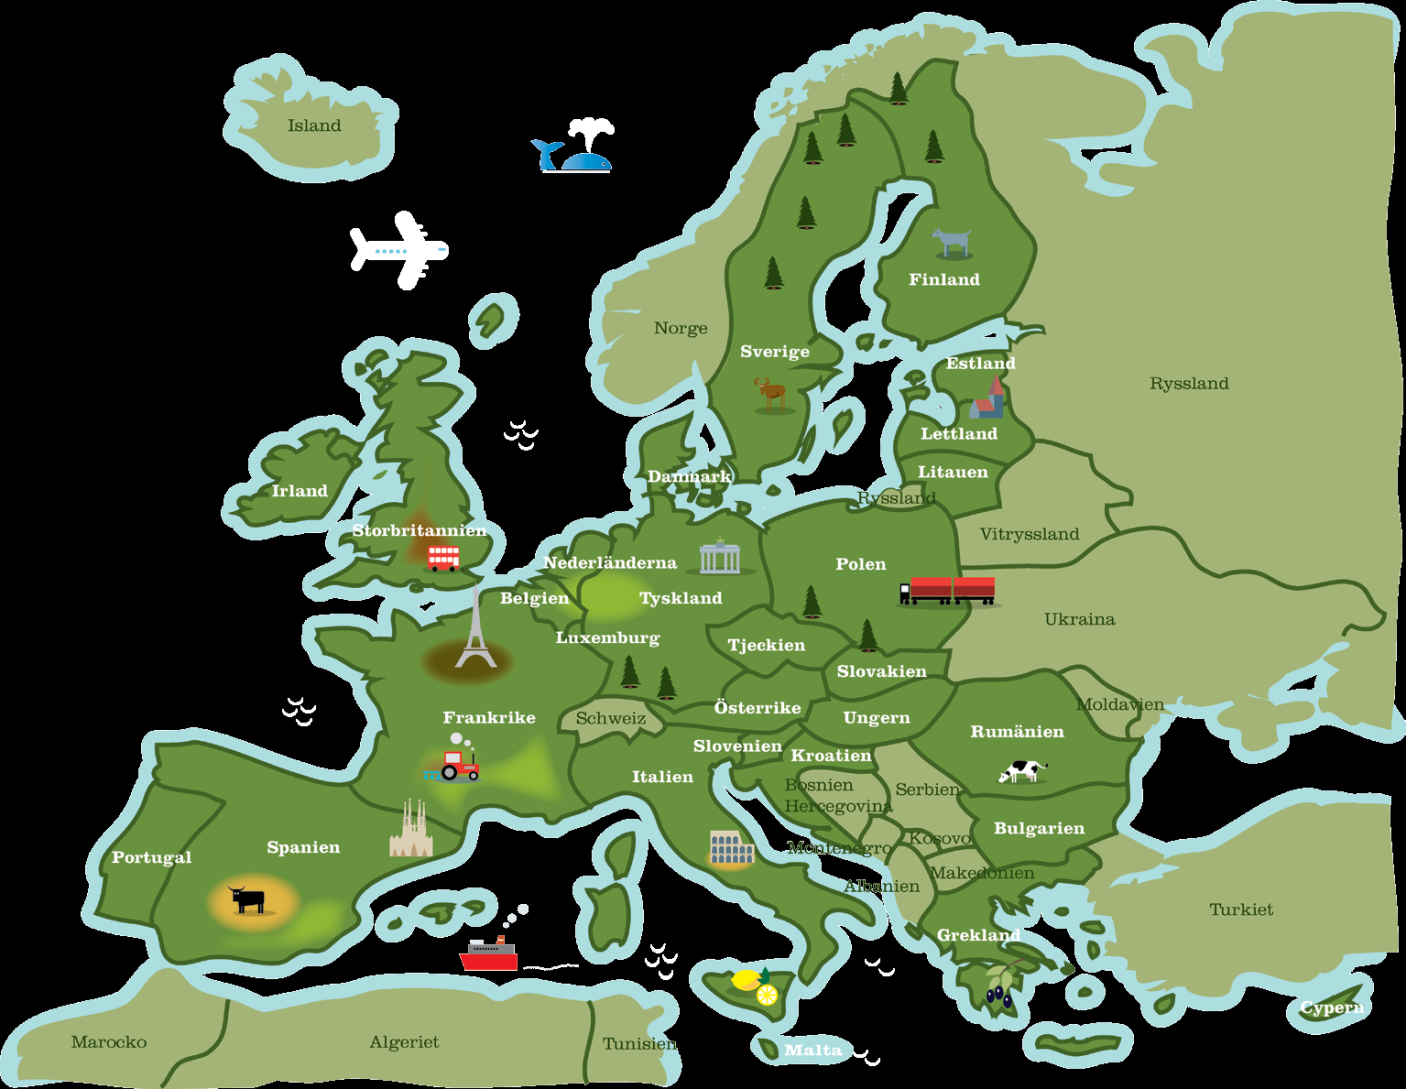 Island
Norge
Finland
Sverige
Estland
Ryssland
Lettland
Litauen
Danmark
Irland
Ryssland
Storbritannien
Vitryssland
Nederländerna
Polen
Belgien
Tyskland
Ukraina
Luxemburg
Tjeckien
Slovakien
Moldavien
Österrike
Frankrike
Schweiz
Ungern
Rumänien
Slovenien
Kroatien
Italien
Bosnien
Hercegovina
Serbien
Bulgarien
Kosovo
Spanien
Montenegro
Portugal
Makedonien
Albanien
Turkiet
Grekland
Cypern
Marocko
Algeriet
Tunisien
Malta